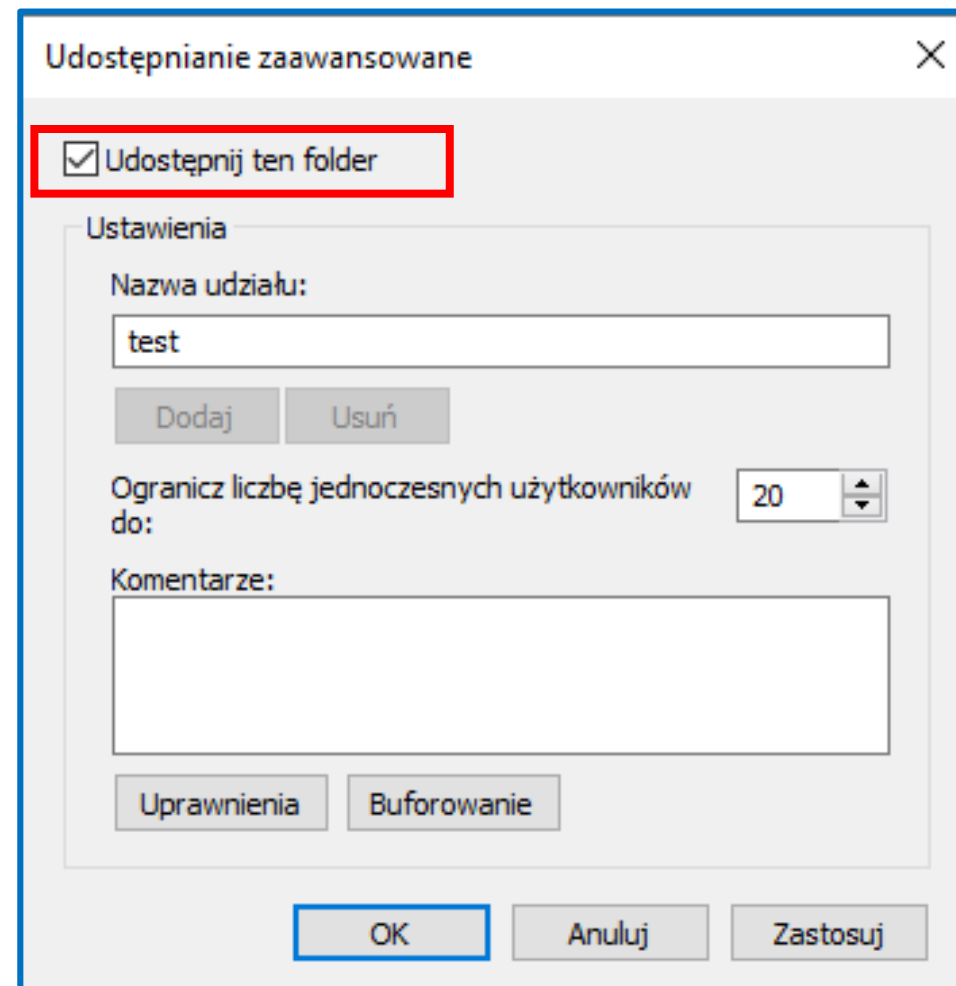 Udostępnianie zaawansowane
Udostępnij ten folder
Ustawienia
Nazwa udziału:
test
Dodaj Usuń
Ogranicz liczbę jednoczesnych użytkowników
do:
20
Komentarze:
Uprawnienia Buforowanie
OK Anuluj Zastosuj